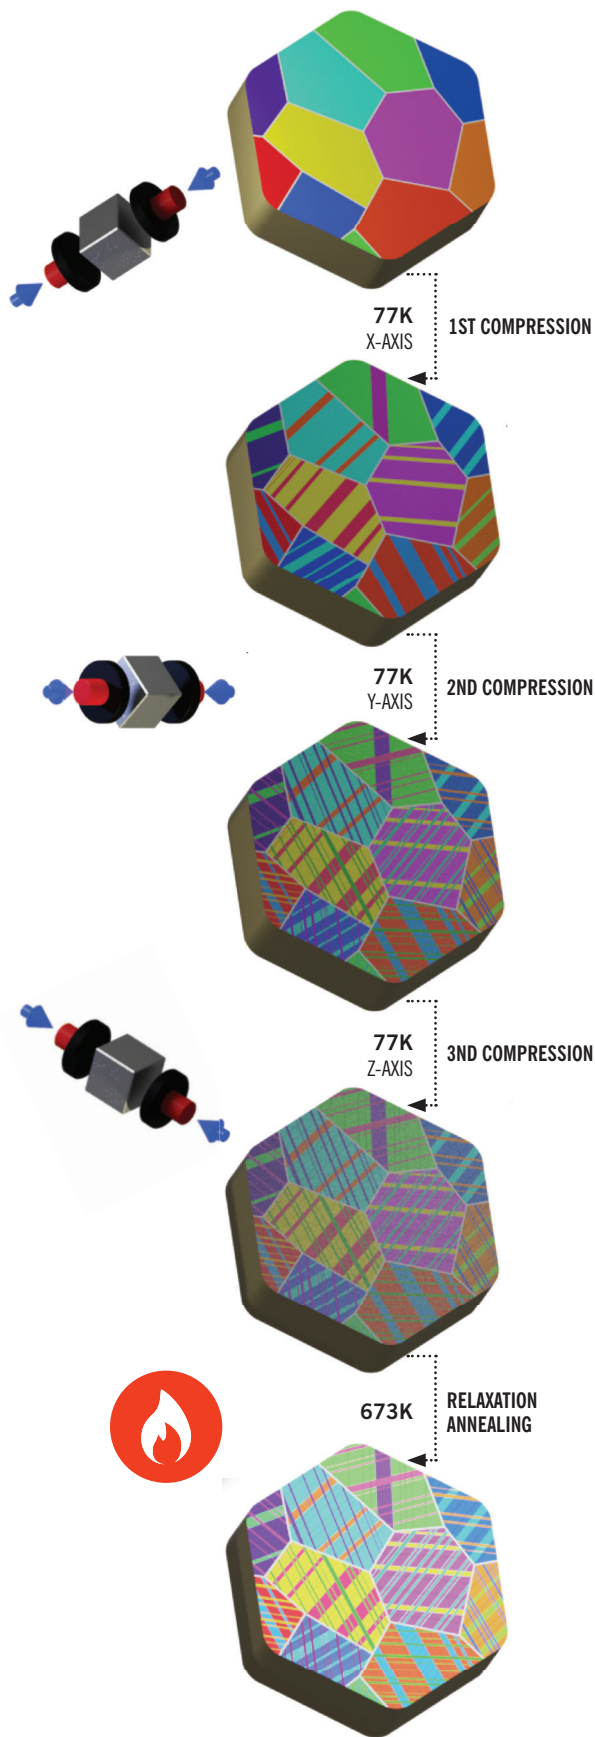 77K
X-AXIS
1ST COMPRESSION
77K
Y-AXIS
2ND COMPRESSION
77K
Z-AXIS
3ND COMPRESSION
673K
RELAXATION
ANNEALING